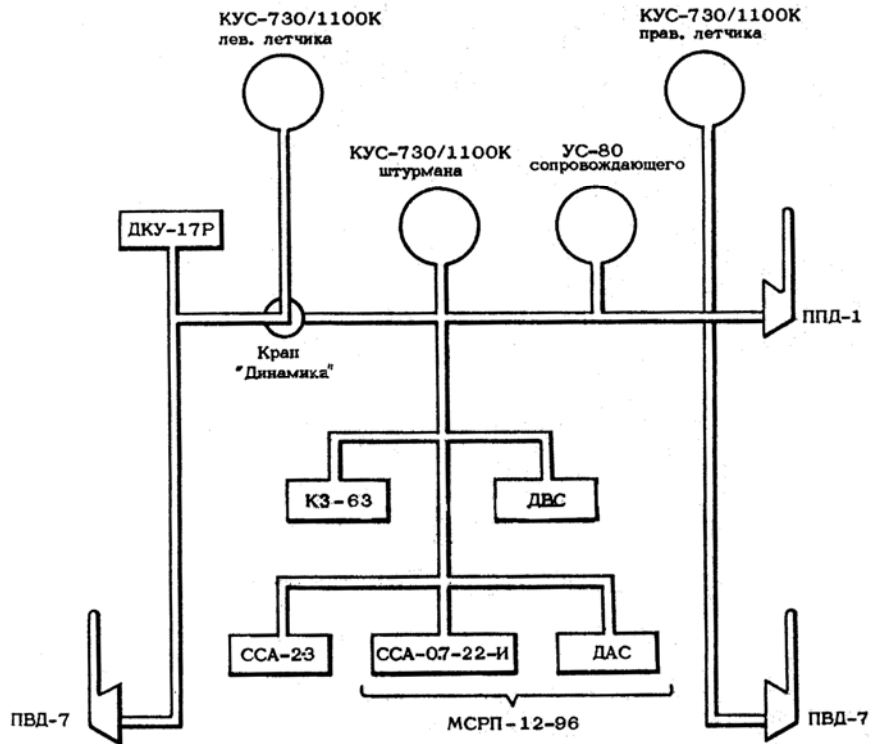 КУС-730/1100К
лев. летчика
КУС-730/1100К
прав. летчика
КУС-730/1100К
штурмана
УС-80
сопровождающего
ДКУ-17Р
ППД-1
Кран
"Динамика"
КЗ-63
ДВС
ССА-2-3
ССА-0.7-22-И
ДАС
ПВД-7
МСРП-12-96
ПВД-7